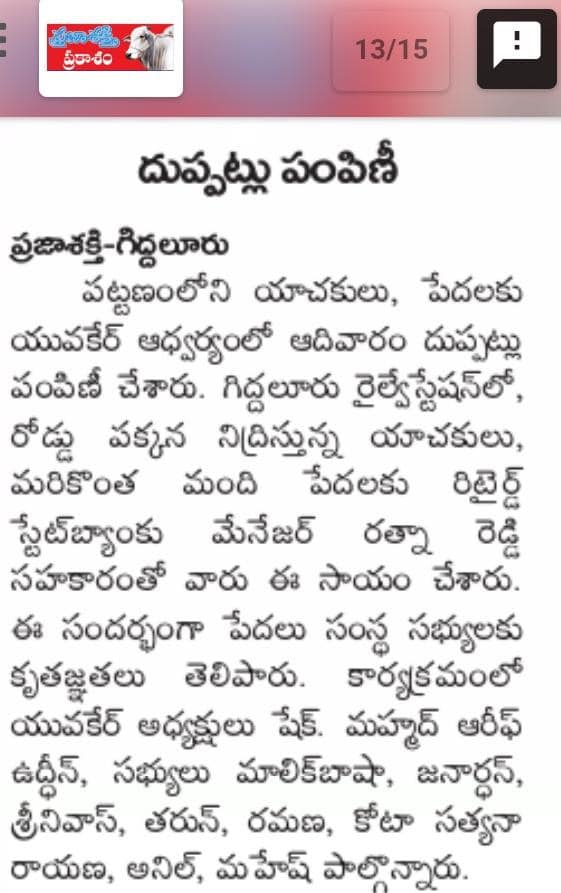 ప్రజాశక్తి
ప్రకాశం
13/15
దుప్పట్లు పంపిణీ
ప్రజాశక్తి-గిద్దలూరు
పట్టణంలోని యాచకులు, పేదలకు
యువకేర్ ఆధ్వర్యంలో ఆదివారం దుప్పట్లు
పంపిణీ చేశారు. గిద్దలూరు రైల్వేస్టేషన్‌లో,
రోడ్డు పక్కన నిద్రిస్తున్న యాచకులు,
మరికొంత మంది పేదలకు రిటైర్డ్
స్టేట్‌బ్యాంకు మేనేజర్ రత్నా రెడ్డి
సహకారంతో వారు ఈ సాయం చేశారు.
ఈ సందర్భంగా పేదలు సంస్థ సభ్యులకు
కృతజ్ఞతలు తెలిపారు. కార్యక్రమంలో
యువకేర్ అధ్యక్షులు షేక్. మహ్మద్ ఆరీఫ్
ఉద్ధీన్, సభ్యులు మాలిక్‌బాషా, జనార్ధన్,
శ్రీనివాస్, తరున్, రమణ, కోటా సత్యనా
రాయణ, అనిల్, మహేష్ పాల్గొన్నారు.